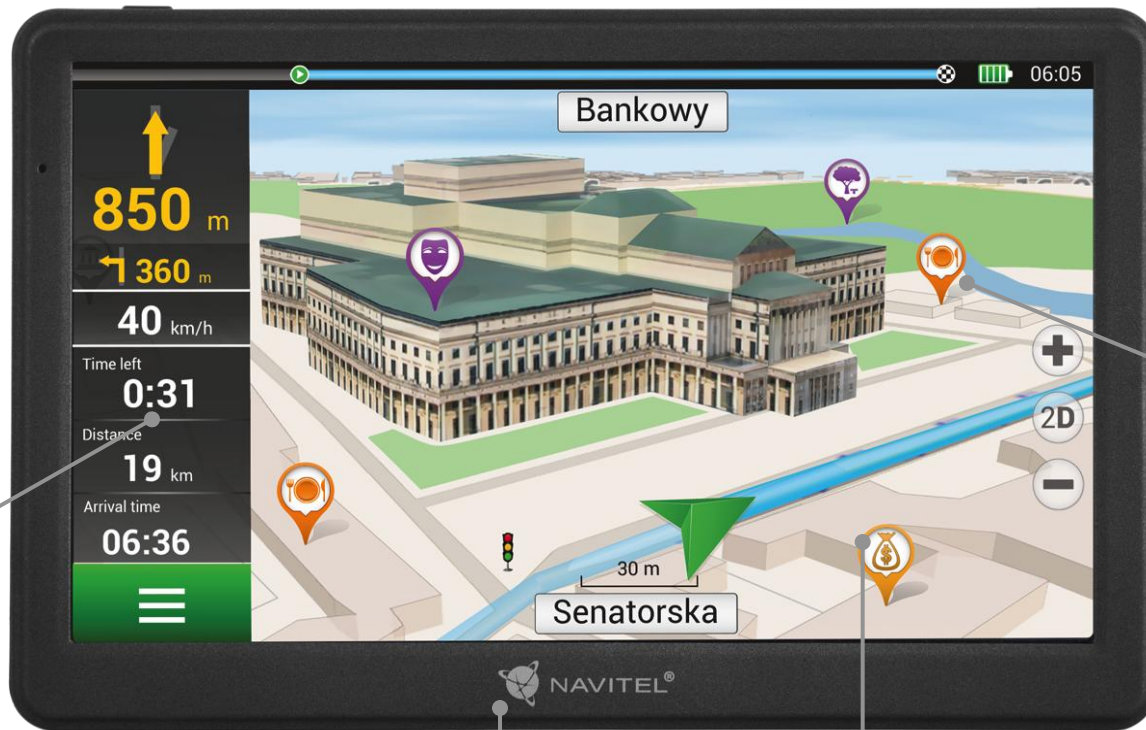 06:05
Bankowy
850 m
360 m
40 km/h
Time left
0:31
Distance
19 km
Arrival time
06:36
2D
30 m
Senatorska
NAVITEL®